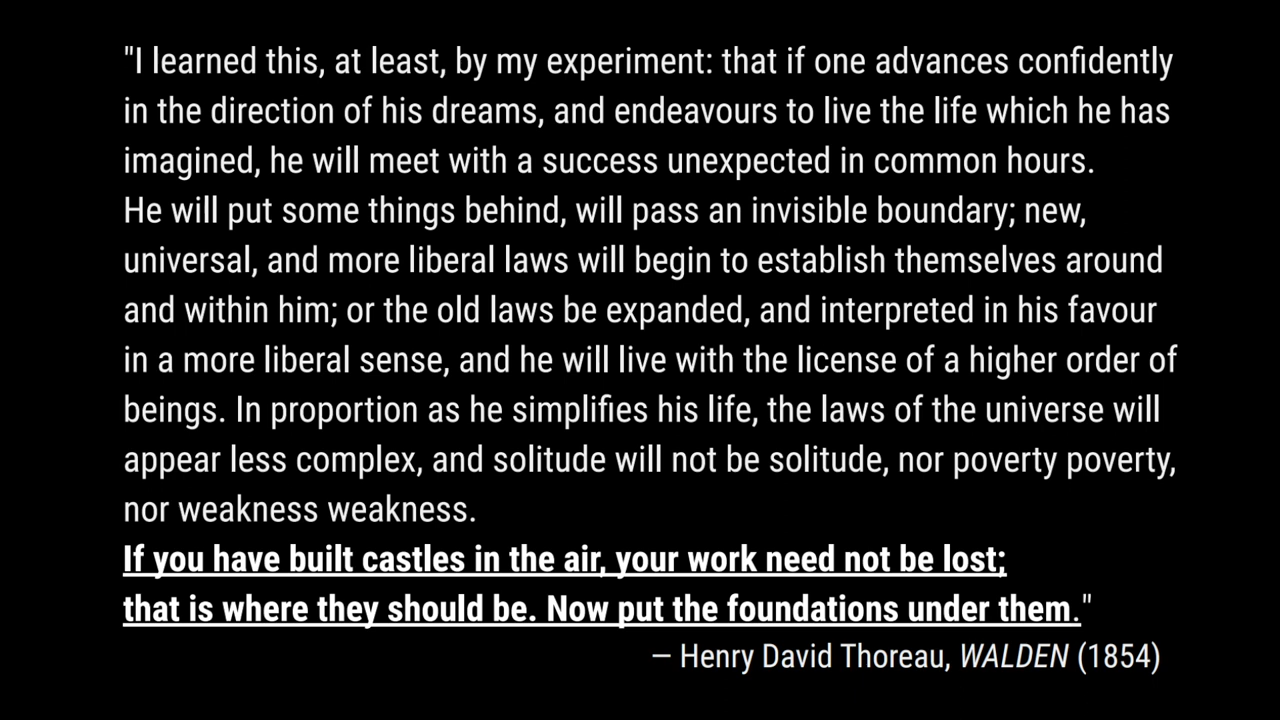 "I learned this, at least, by my experiment: that if one advances confidently
in the direction of his dreams, and endeavours to live the life which he has
imagined, he will meet with a success unexpected in common hours.
He will put some things behind, will pass an invisible boundary; new,
universal, and more liberal laws will begin to establish themselves around
and within him; or the old laws be expanded, and interpreted in his favour
in a more liberal sense, and he will live with the license of a higher order of
beings. In proportion as he simplifies his life, the laws of the universe will
appear less complex, and solitude will not be solitude, nor poverty poverty,
nor weakness weakness.
If you have built castles in the air, your work need not be lost;
that is where they should be. Now put the foundations under them."
— Henry David Thoreau, WALDEN (1854)